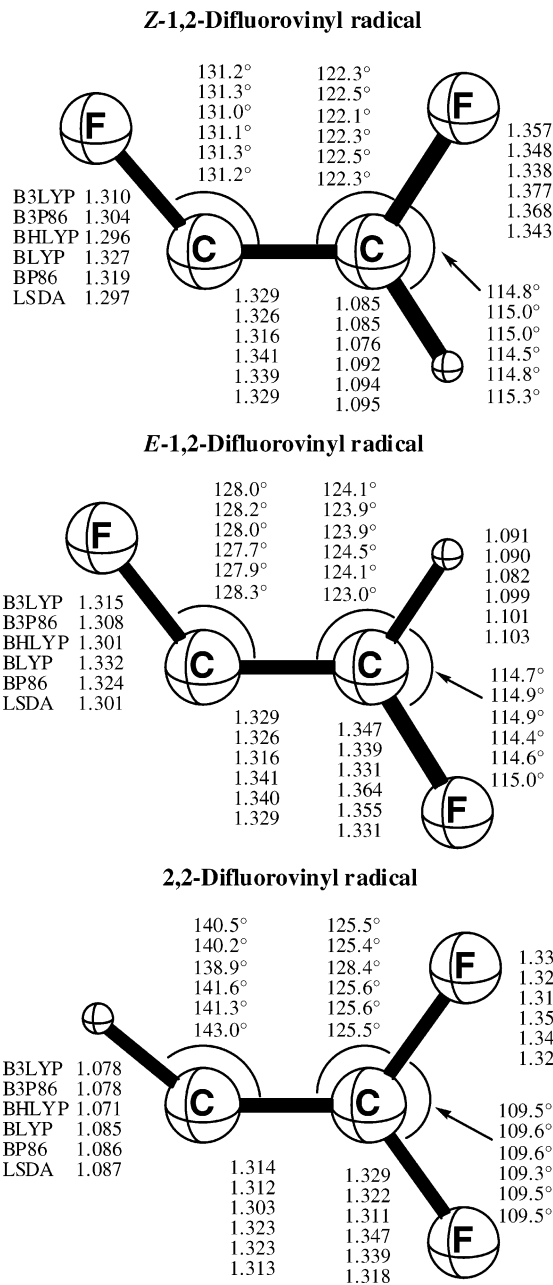 Z-1,2-Difluorovinyl radical
131.2° 122.3°
131.3° 122.5°
131.0° 122.1°
131.1° 122.3°
131.3° 122.5°
131.2° 122.3°
F
F
1.357
1.348
1.338
1.377
1.368
1.343
B3LYP 1.310
B3P86 1.304
BHLYP 1.296
BLYP 1.327
BP86 1.319
LSDA 1.297
C
C
1.329
1.326
1.316
1.341
1.339
1.329
1.085
1.085
1.076
1.092
1.094
1.095
114.8°
115.0°
115.0°
114.5°
114.8°
115.3°
E-1,2-Difluorovinyl radical
128.0° 124.1°
128.2° 123.9°
128.0° 123.9°
127.7° 124.5°
127.9° 124.1°
128.3° 123.0°
F
1.091
1.090
1.082
1.099
1.101
1.103
B3LYP 1.315
B3P86 1.308
BHLYP 1.301
BLYP 1.332
BP86 1.324
LSDA 1.301
C
C
114.7°
114.9°
114.9°
114.4°
114.6°
115.0°
1.329
1.326
1.316
1.341
1.340
1.329
1.347
1.339
1.331
1.364
1.355
1.331
F
2,2-Difluorovinyl radical
140.5° 125.5°
140.2° 125.4°
138.9° 128.4°
141.6° 125.6°
141.3° 125.6°
143.0° 125.5°
F
1.33
1.32
1.31
1.35
1.34
1.32
B3LYP 1.078
B3P86 1.078
BHLYP 1.071
BLYP 1.085
BP86 1.086
LSDA 1.087
C
C
109.5°
109.6°
109.6°
109.3°
109.5°
109.5°
1.314
1.312
1.303
1.323
1.323
1.313
1.329
1.322
1.311
1.347
1.339
1.318
F